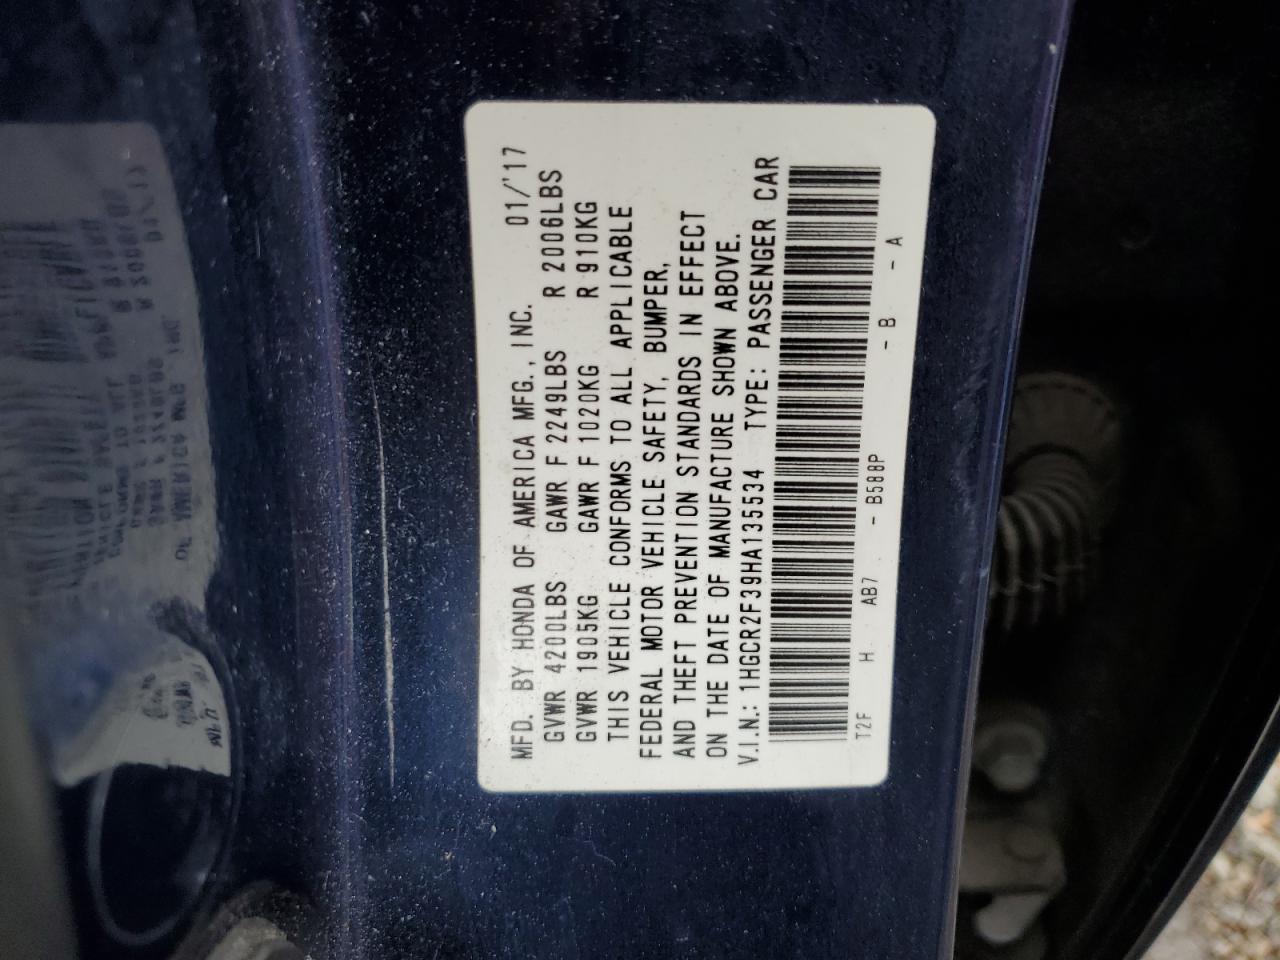 MFD. BY HONDA OF AMERICA MFG., INC. 01/'17
GVWR 4200LBS GAWR F 2249LBS R 2006LBS
GVWR 1905KG GAWR F 1020KG R 910KG
THIS VEHICLE CONFORMS TO ALL APPLICABLE
FEDERAL MOTOR VEHICLE SAFETY, BUMPER,
AND THEFT PREVENTION STANDARDS IN EFFECT
ON THE DATE OF MANUFACTURE SHOWN ABOVE.
V.I.N.: 1HGCR2F39HA135534 TYPE: PASSENGER CAR
T2F H. AB7 - B588P - B - A